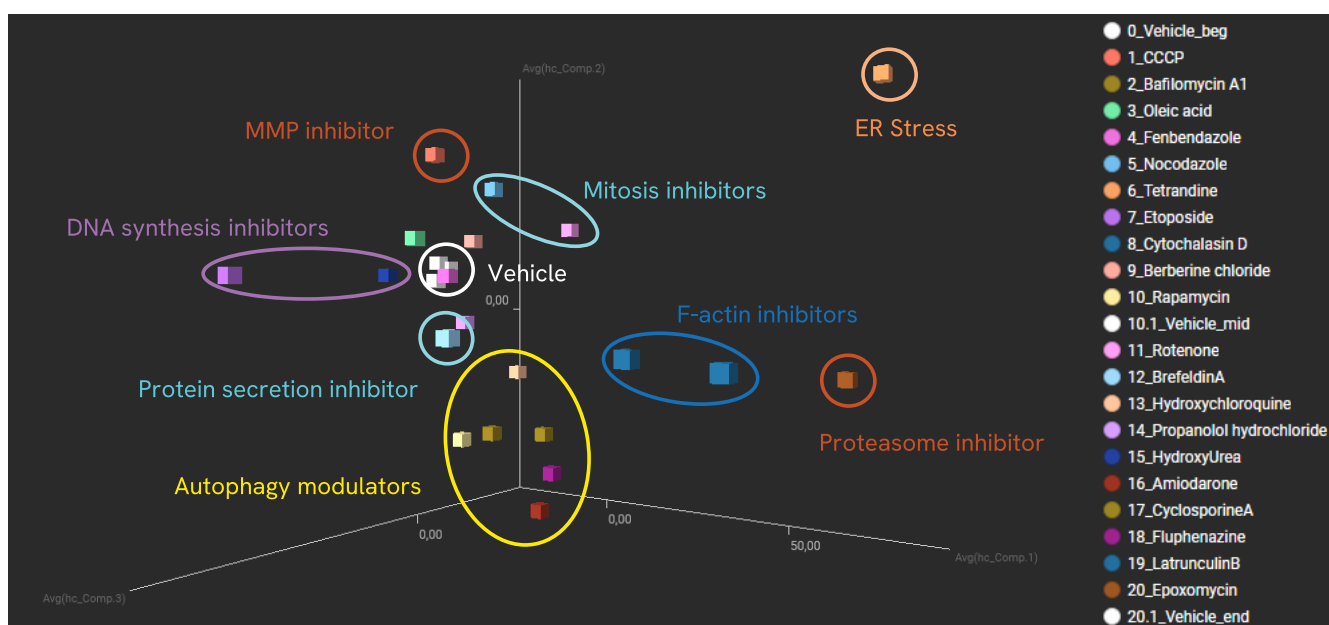 Avg(hc_Comp.2)
MMP inhibitor
ER Stress
Mitosis inhibitors
DNA synthesis inhibitors
Vehicle
0,00
F-actin inhibitors
Protein secretion inhibitor
Proteasome inhibitor
Autophagy modulators
0,00
0,00
50,00
Avg(hc_Comp.1)
Avg(hc_Comp.3)
0_Vehicle_beg
1_CCCP
2_Bafilomycin A1
3_Oleic acid
4_Fenbendazole
5_Nocodazole
6_Tetrandine
7_Etoposide
8_Cytochalasin D
9_Berberine chloride
10_Rapamycin
10.1_Vehicle_mid
11_Rotenone
12_BrefeldinA
13_Hydroxychloroquine
14_Propanolol hydrochloride
15_HydroxyUrea
16_Amiodarone
17_CyclosporineA
18_Fluphenazine
19_LatrunculinB
20_Epoxomycin
20.1_Vehicle_end